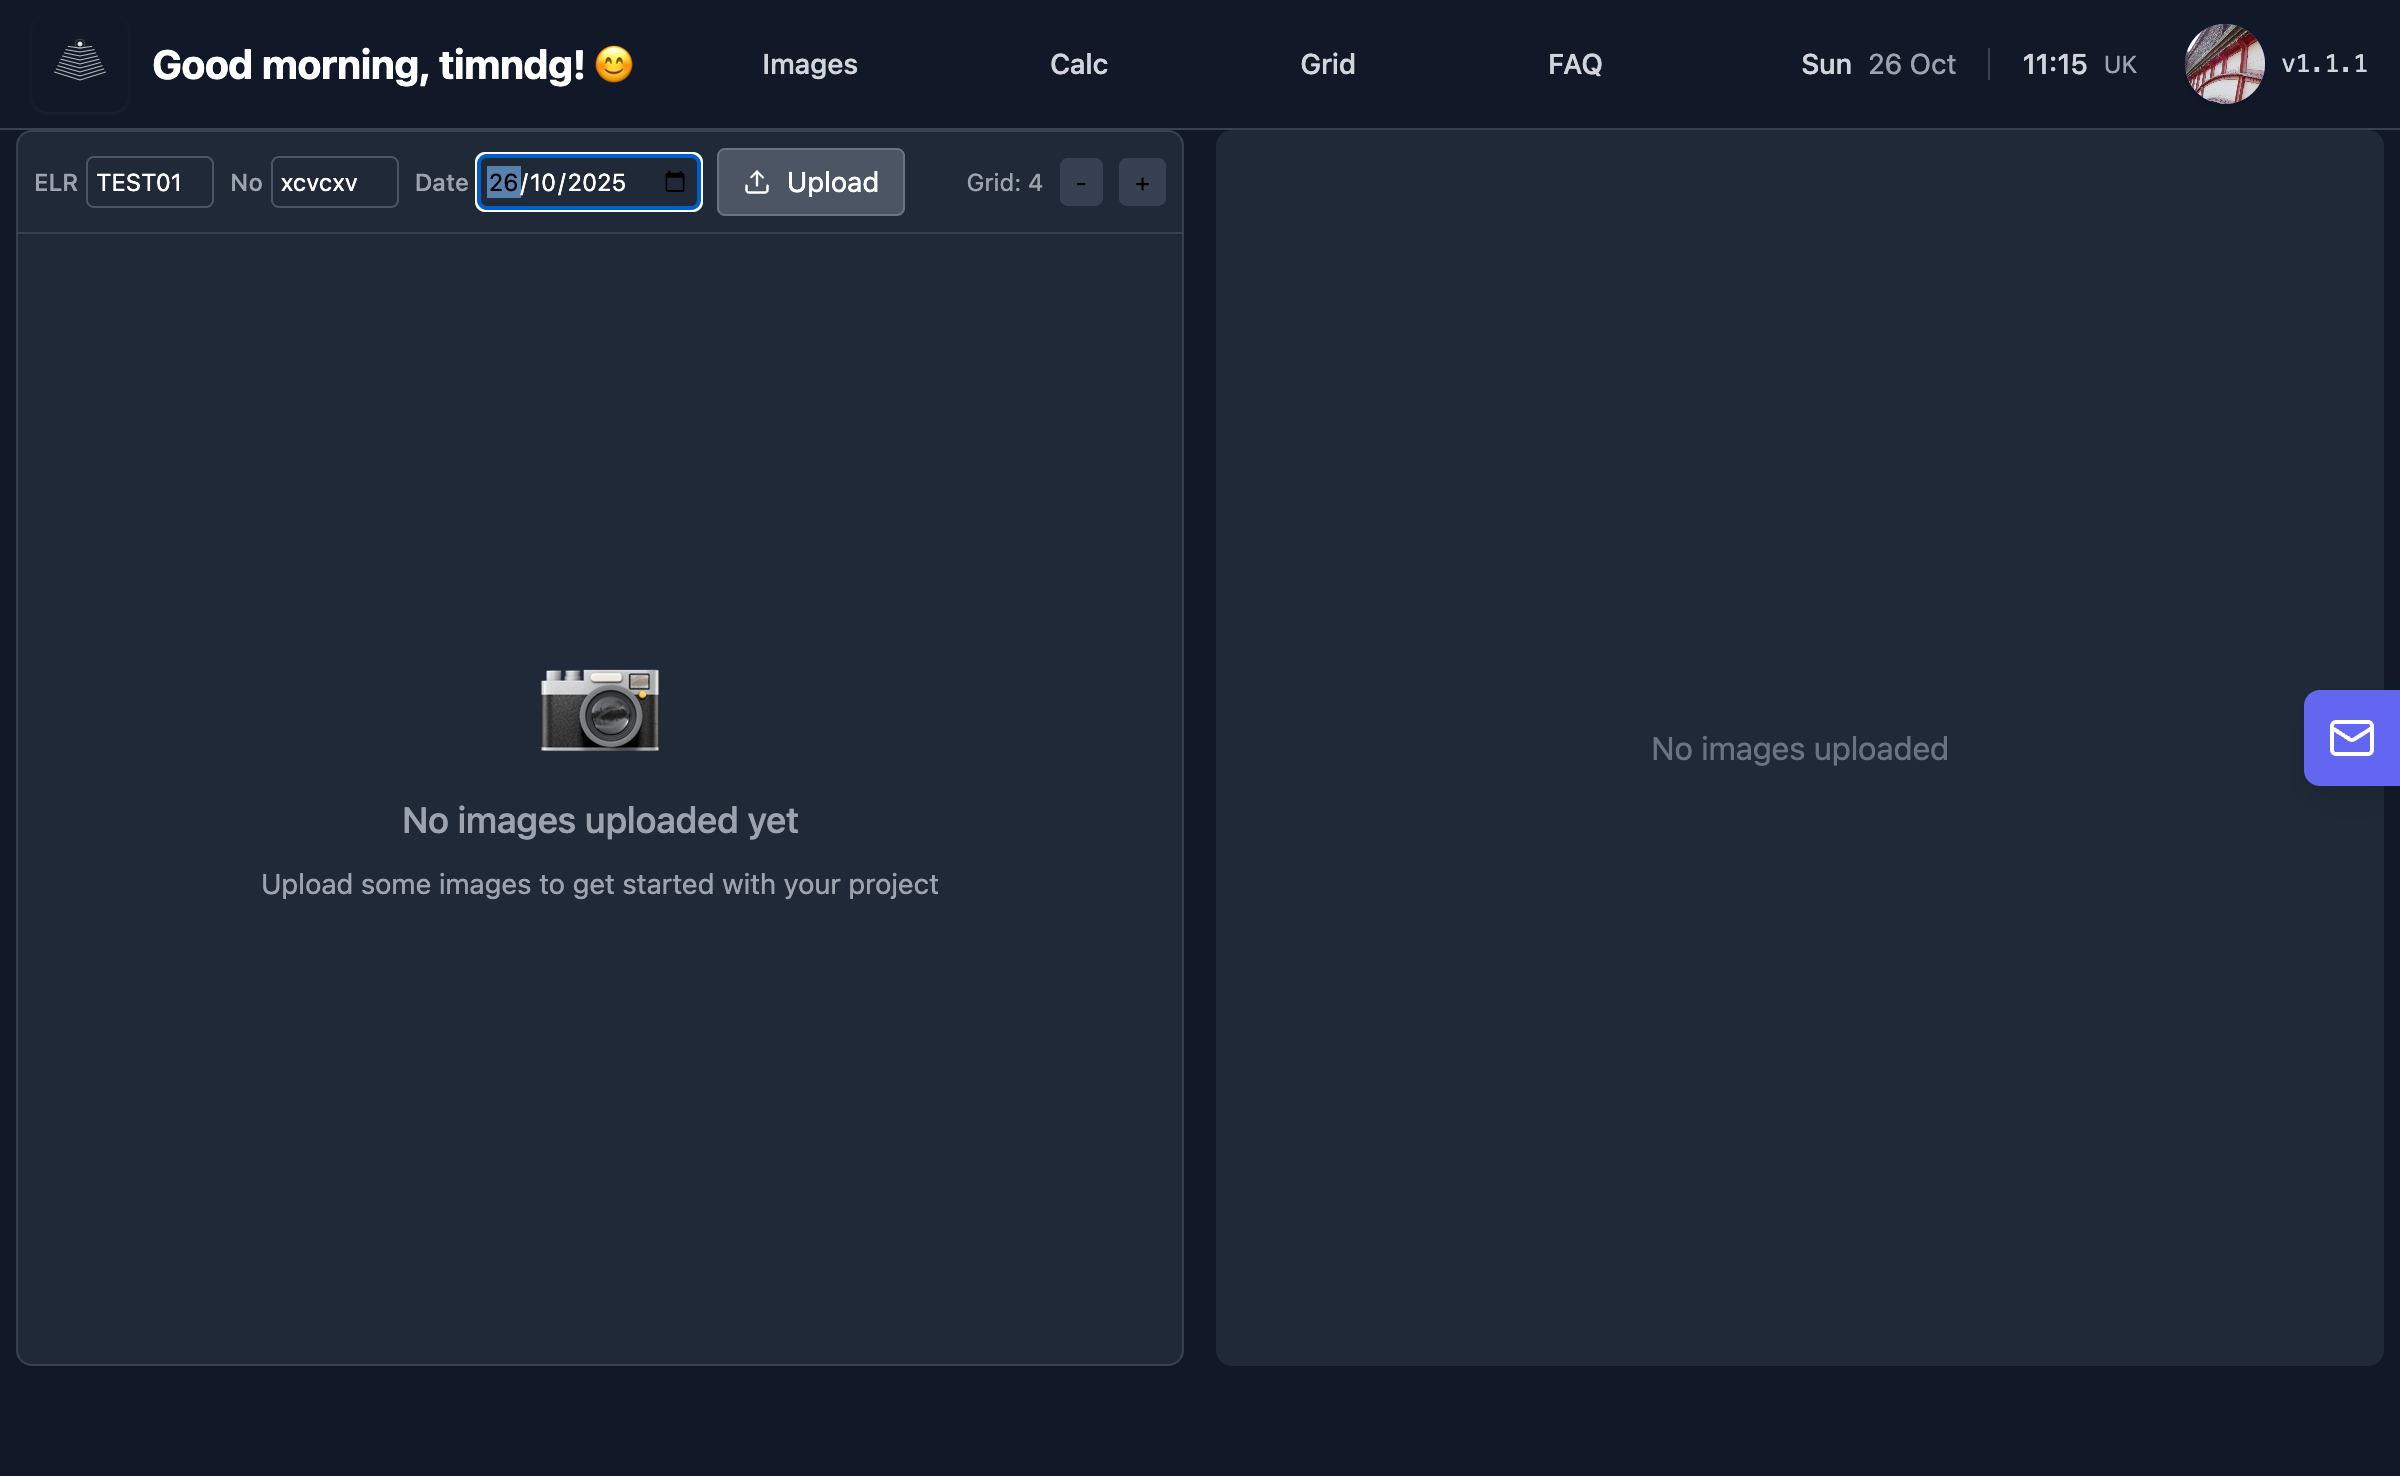 Good morning, timndg! 😊
Images
Calc
Grid
FAQ
Sun 26 Oct
11:15 UK
v1.1.1
ELR TEST01 No xcvcxv Date 26/10/2025 Upload Grid: 4 - +
No images uploaded yet
Upload some images to get started with your project
No images uploaded